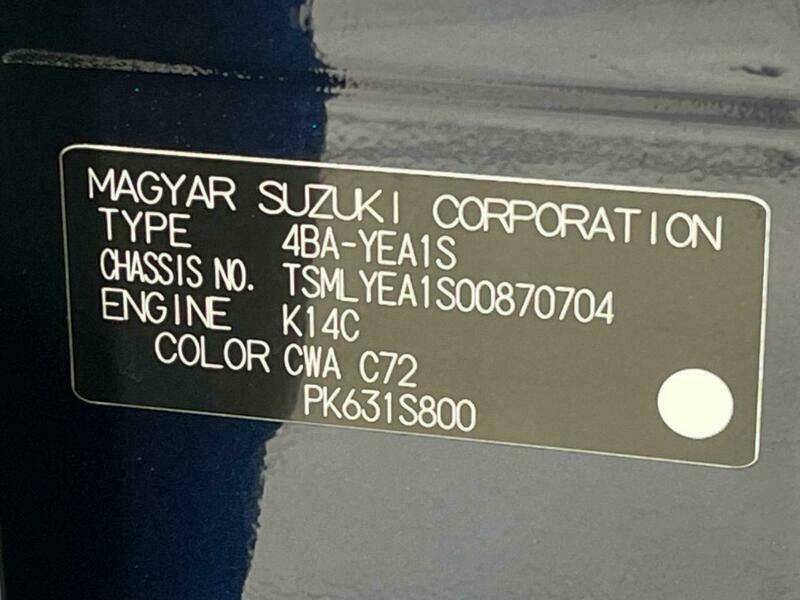 MAGYAR SUZUKI CORPORATION
TYPE 4BA-YEA1S
CHASSIS NO. TSMLYEA1S00870704
ENGINE K14C
COLOR CWA C72
PK631S800